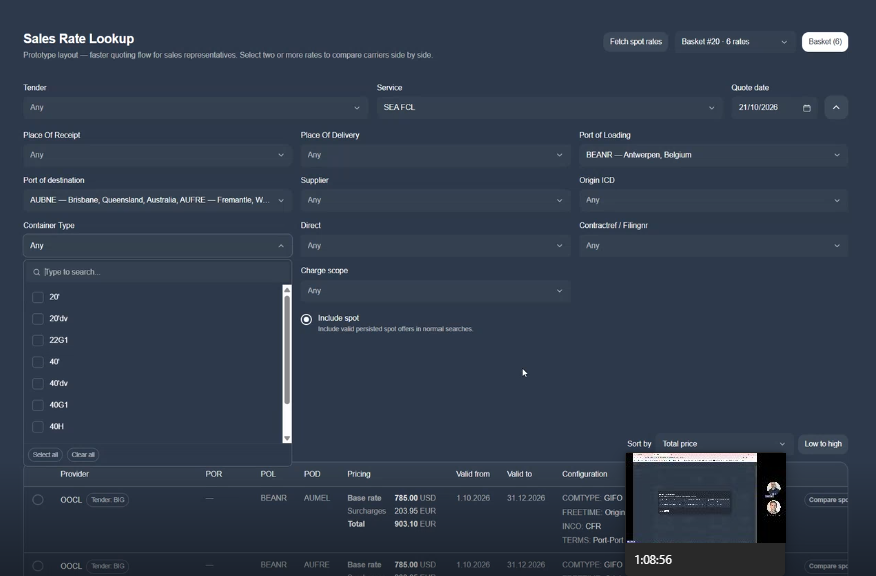 Sales Rate Lookup
Prototype layout — faster quoting flow for sales representatives. Select two or more rates to compare carriers side by side.
Fetch spot rates
Basket #20 - 6 rates
Basket (6)
Tender
Service
Quote date
Any
SEA FCL
21/10/2026
Place Of Receipt
Place Of Delivery
Port of Loading
Any
Any
BEANR — Antwerpen, Belgium
Port of destination
Supplier
Origin ICD
AUBNE — Brisbane, Queensland, Australia, AUFRE — Fremantle, W...
Any
Any
Container Type
Direct
Contractref / Filingnr
Any
Any
Any
Type to search...
20'
20'dv
22G1
40'
40'dv
40G1
40H
Select all
Clear all
Charge scope
Any
Include spot
Include valid persisted spot offers in normal searches.
Sort by
Total price
Low to high
Provider
POR
POL
POD
Pricing
Valid from
Valid to
Configuration
OOCL
Tender: BIG
—
BEANR
AUMEL
Base rate 785.00 USD
Surcharges 203.95 EUR
Total 903.10 EUR
1.10.2026
31.12.2026
COMTYPE: GIFO
FREETIME: Origin
INCO: CFR
TERMS: Port-Port
Compare spo
OOCL
Tender: BIG
—
BEANR
AUFRE
Base rate 785.00 USD
1.10.2026
31.12.2026
COMTYPE: GIFO
Compare spo
1:08:56